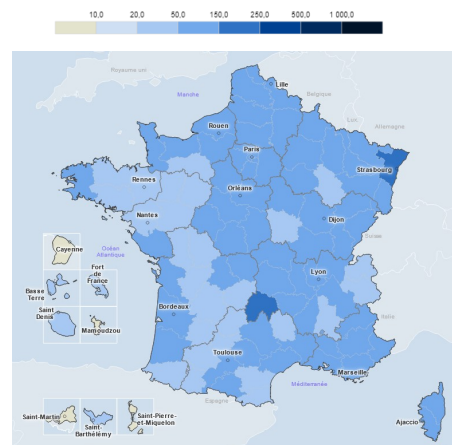 10,0 20,0 50,0 150,0 250,0 500,0 1 000,0
Royaume uni
Lille
Manche
Belgique
Lux.
Allemagne
Rouen
Paris
Strasbourg
Rennes
Orléans
Nantes
Dijon
Suisse
Cayenne
Océan
Atlantique
Fort
de
France
Basse
Terre
Lyon
Saint
Denis
Mamoudzou
Bordeaux
Italie
Toulouse
Marseille
Espagne
Méditerranée
Saint-Martin
Saint-
Barthélémy
Saint-Pierre-
et-Miquelon
Ajaccio